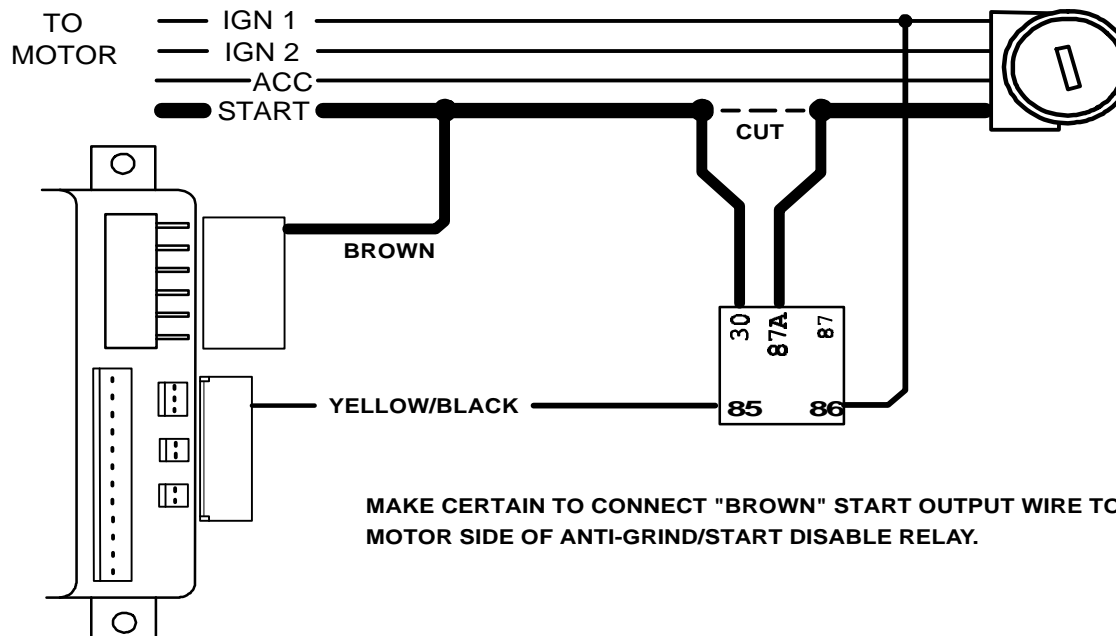 TO
MOTOR
IGN 1
IGN 2
ACC
START
CUT
BROWN
30
87A
87
YELLOW/BLACK
85
86
MAKE CERTAIN TO CONNECT "BROWN" START OUTPUT WIRE TO
MOTOR SIDE OF ANTI-GRIND/START DISABLE RELAY.